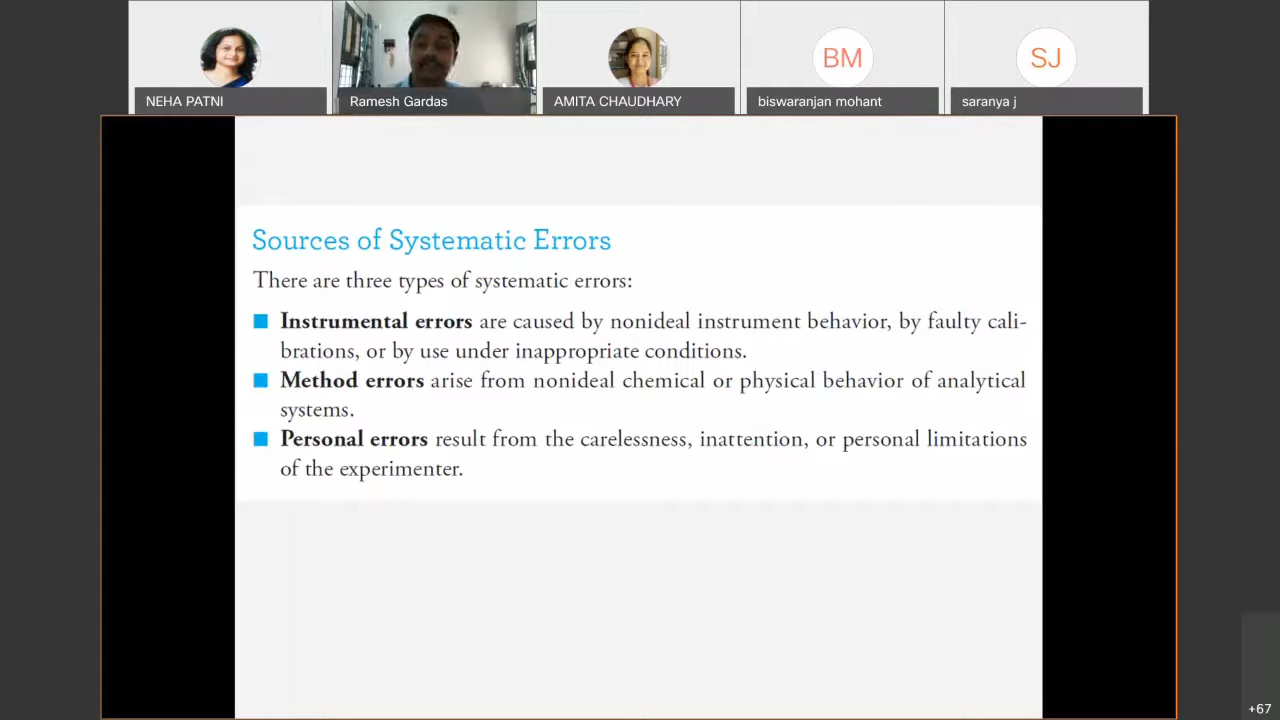 BM
SJ
NEHA PATNI
Ramesh Gardas
AMITA CHAUDHARY
biswaranjan mohant
saranya j
Sources of Systematic Errors
There are three types of systematic errors:
Instrumental errors are caused by nonideal instrument behavior, by faulty cali-
brations, or by use under inappropriate conditions.
Method errors arise from nonideal chemical or physical behavior of analytical
systems.
Personal errors result from the carelessness, inattention, or personal limitations
of the experimenter.
+67